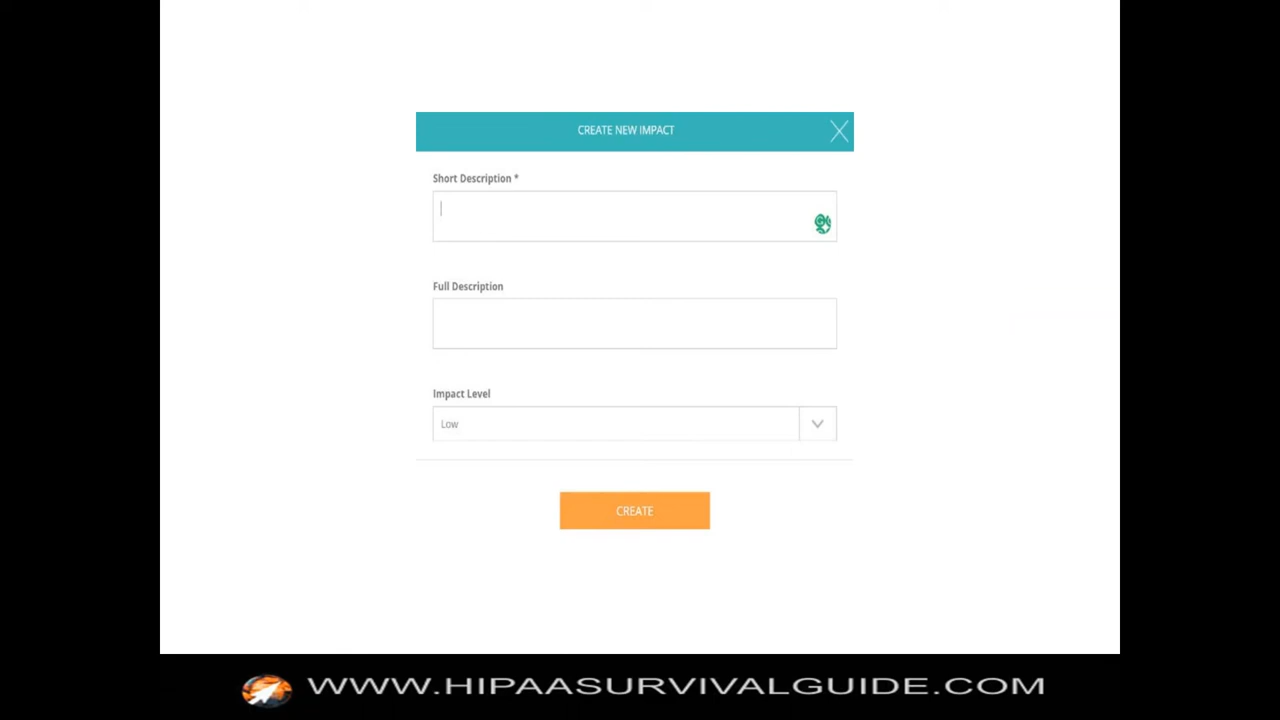 CREATE NEW IMPACT
Short Description *
Full Description
Impact Level
Low
CREATE
WWW.HIPAASURVIVALGUIDE.COM